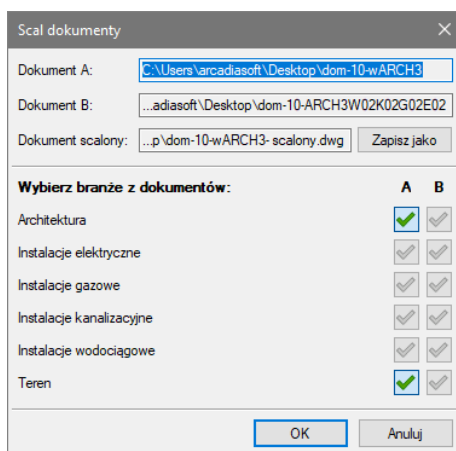 Scal dokumenty
Dokument A: C:\Users\arcadiasoft\Desktop\dom-10-wARCH3
Dokument B: ...adiasoft\Desktop\dom-10-ARCH3W02K02G02E02
Dokument scalony: ...p\dom-10-wARCH3- scalony.dwg Zapisz jako
Wybierz branże z dokumentów: A B
Architektura
Instalacje elektryczne
Instalacje gazowe
Instalacje kanalizacyjne
Instalacje wodociągowe
Teren
OK Anuluj